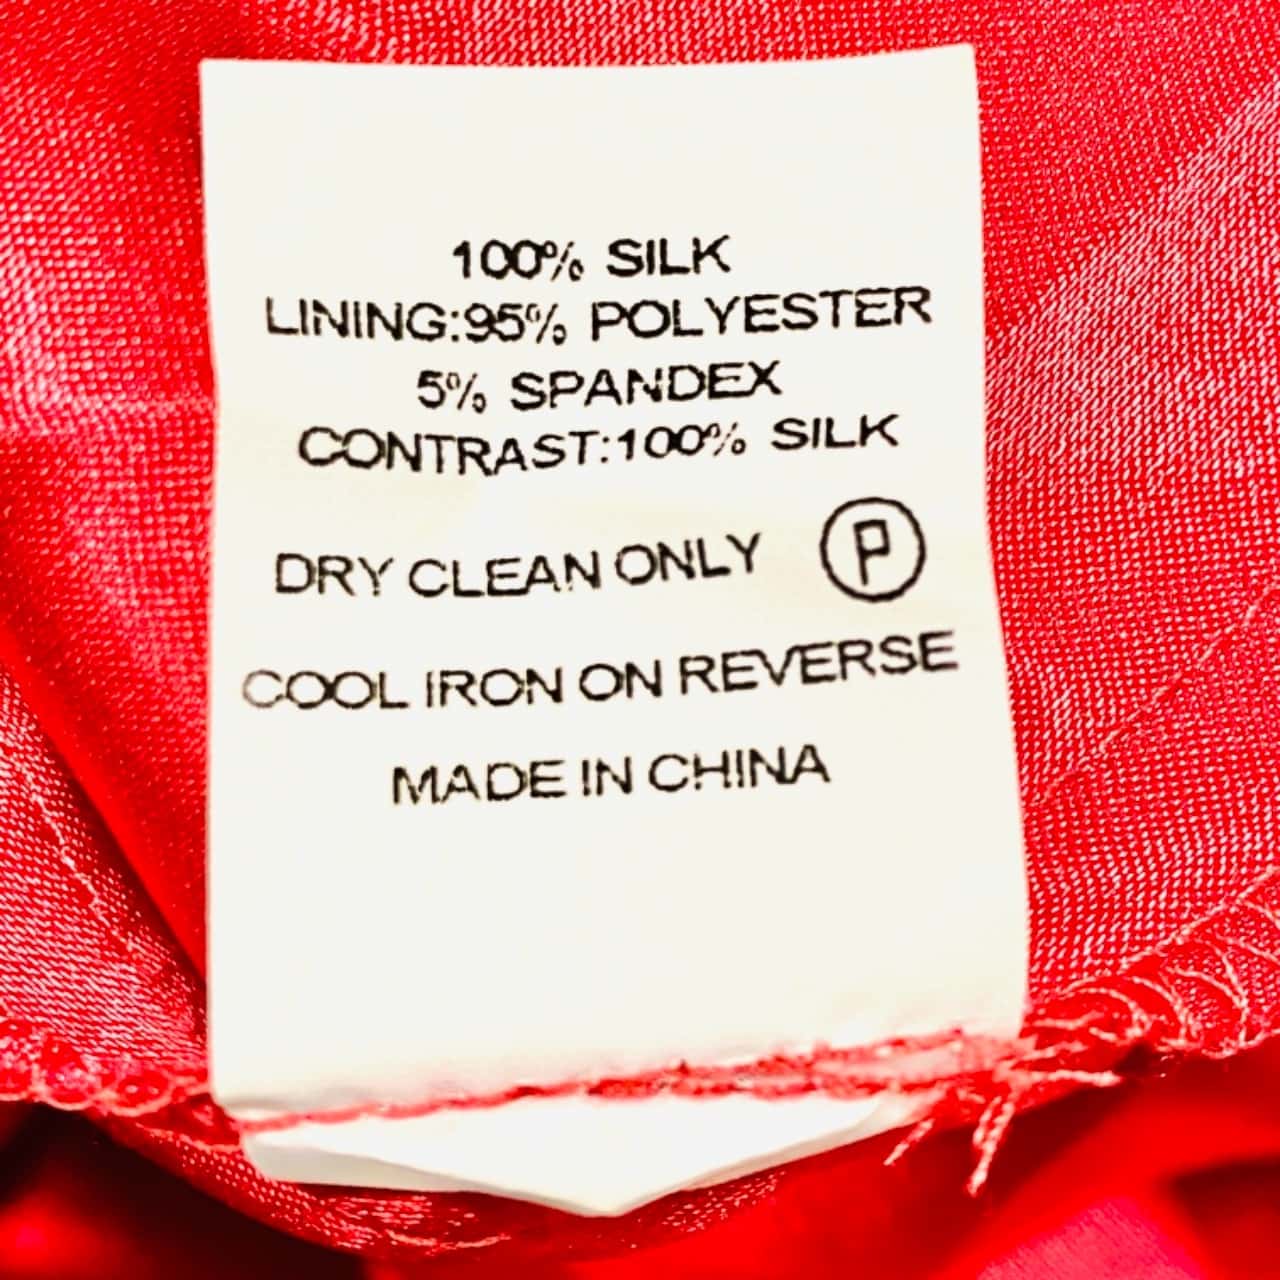 100% SILK
LINING:95% POLYESTER
5% SPANDEX
CONTRAST:100% SILK
DRY CLEAN ONLY P
COOL IRON ON REVERSE
MADE IN CHINA